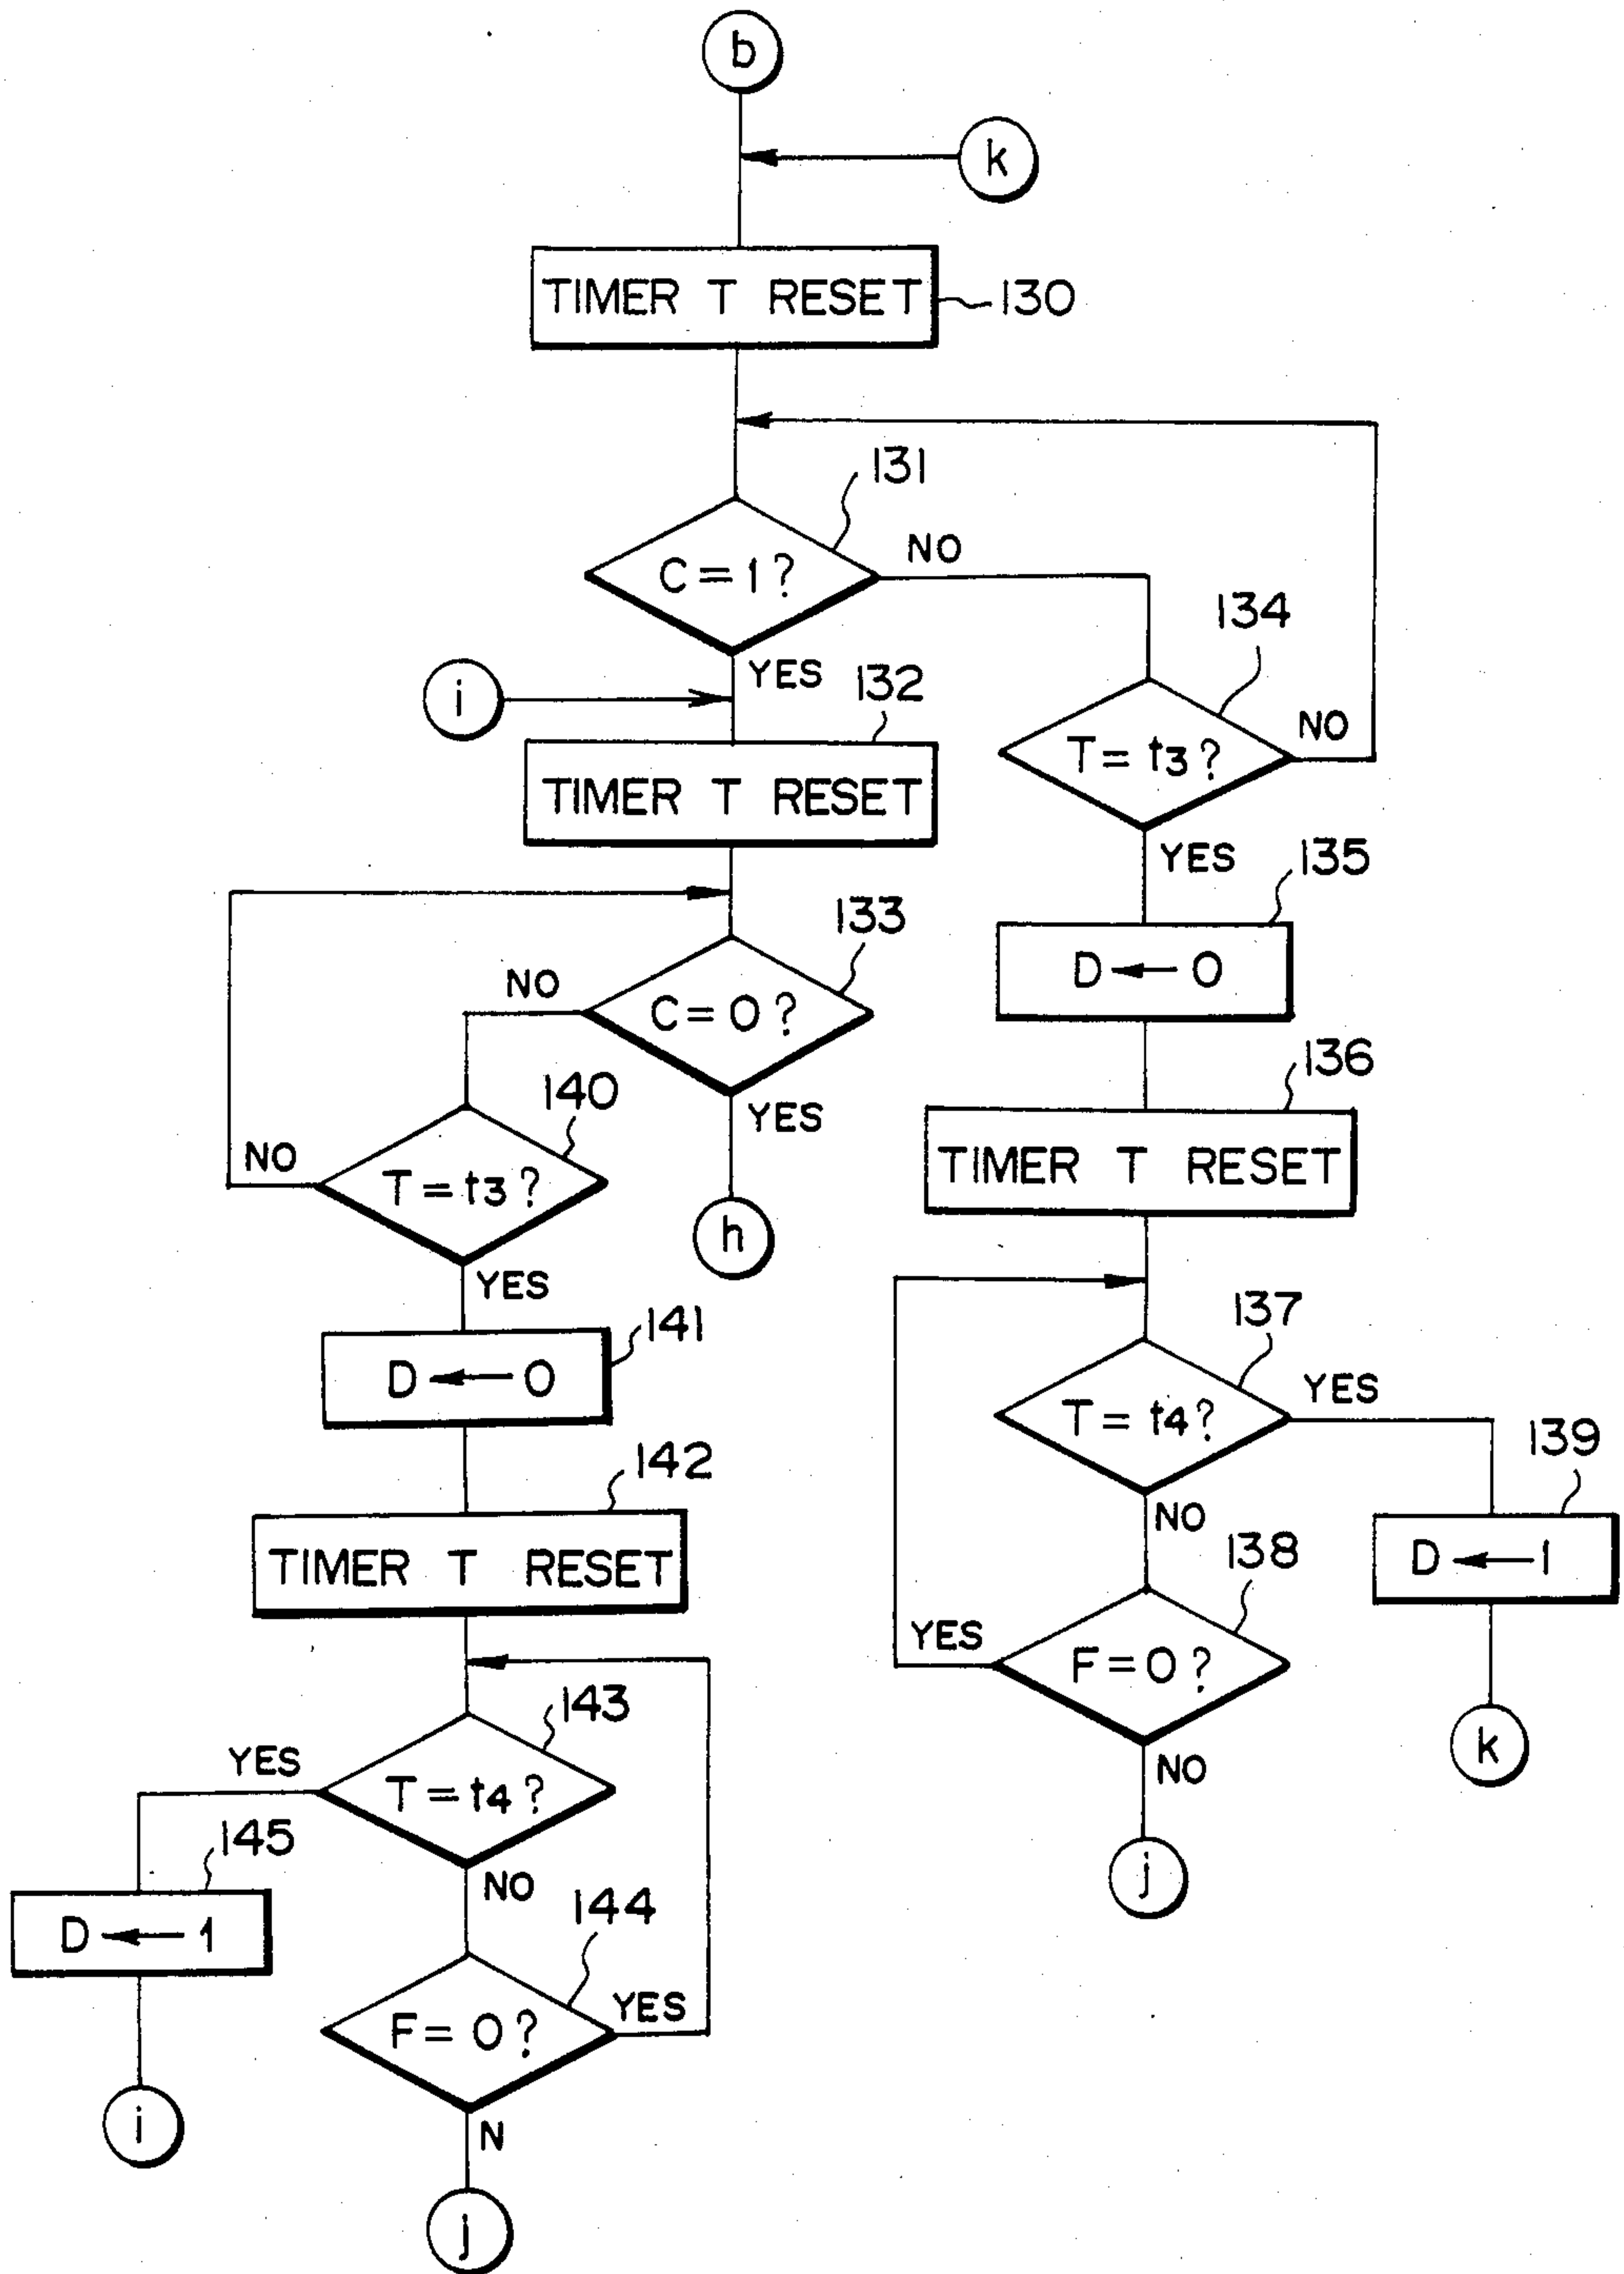 b
k
TIMER T RESET
130
131
C = 1 ?
NO
YES
134
i
132
T = t3 ?
NO
TIMER T RESET
YES
135
133
D ← 0
NO
C = 0 ?
136
140
YES
TIMER T RESET
NO
T = t3 ?
h
YES
137
141
D ← 0
T = t4 ?
YES
139
142
NO
138
D ← 1
TIMER T RESET
YES
F = 0 ?
143
YES
T = t4 ?
k
NO
145
NO
144
j
D ← 1
F = 0 ?
YES
i
N
j